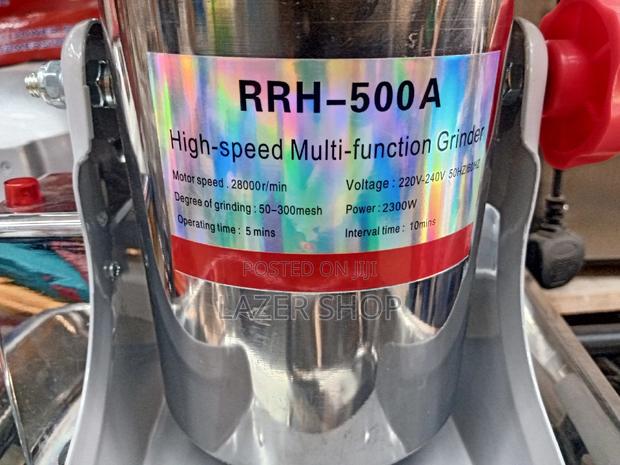 RRH-500A
High-speed Multi-function Grinder
Motor speed : 28000r/min
Voltage : 220V-240V 50HZ/60HZ
Degree of grinding : 50-300mesh
Power : 2300W
Operating time : 5 mins
Interval time : 10mins
POSTED ON JIJI
LAZER SHOP